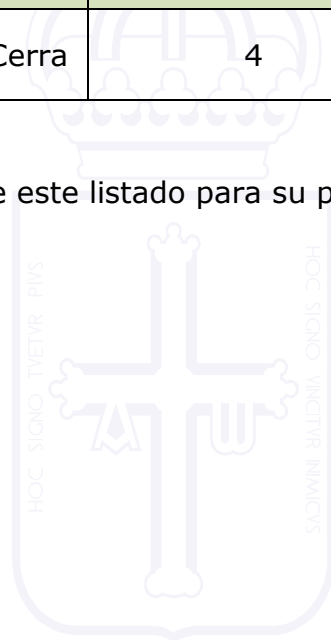 Cerra 4
e este listado para su p
HOC SIGNO TVETVR PIVS
HOC SIGNO VINCITVR INIMICVS